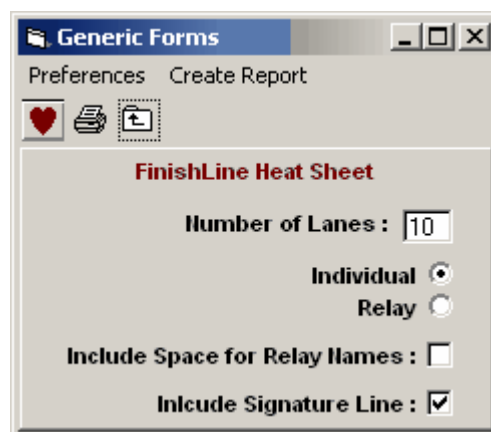 Generic Forms
Preferences Create Report
FinishLine Heat Sheet
Number of Lanes : 10
Individual
Relay
Include Space for Relay Names :
Inlcude Signature Line :